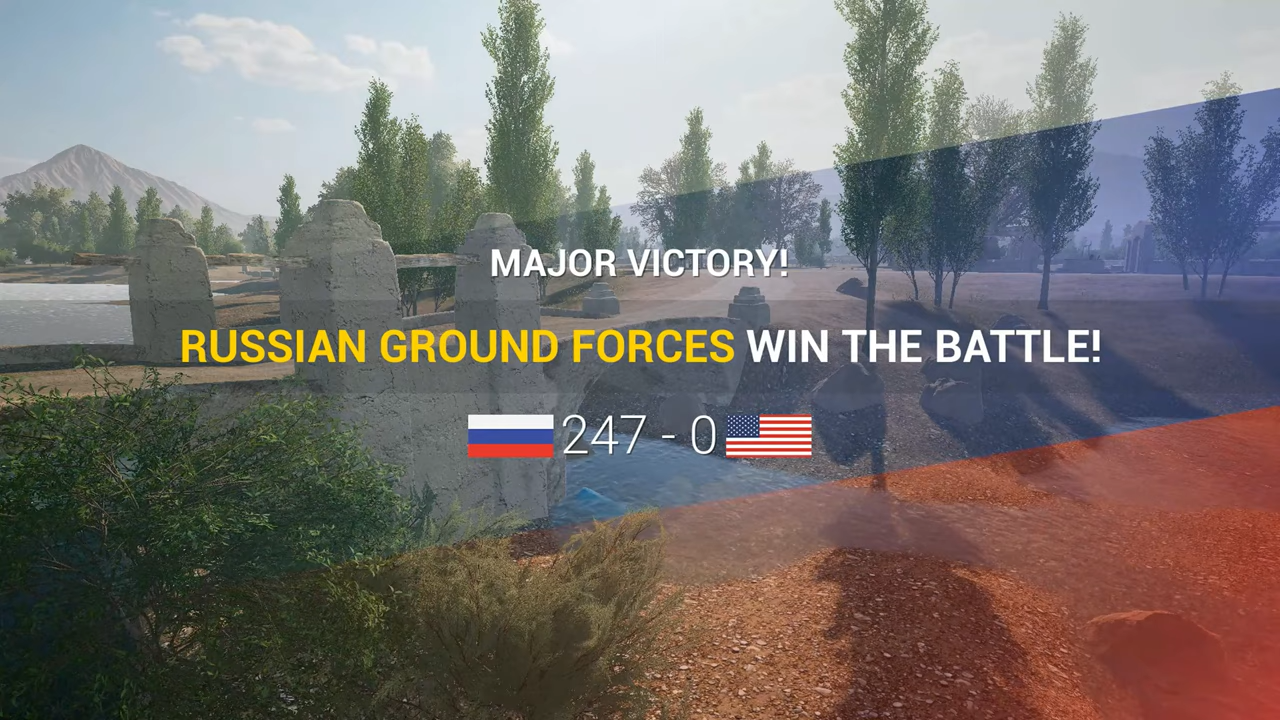 MAJOR VICTORY!
RUSSIAN GROUND FORCES WIN THE BATTLE!
247 - 0